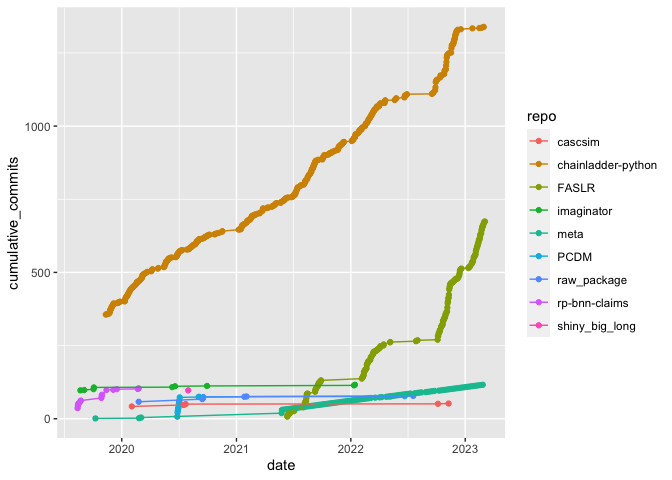 cumulative_commits
1000
500
0
2020
2021
2022
2023
date
repo
cascsim
chainladder-python
FASLR
imaginator
meta
PCDM
raw_package
rp-bnn-claims
shiny_big_long